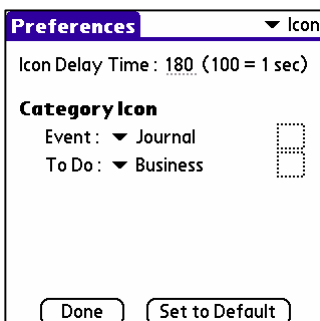 Preferences Icon
Icon Delay Time : 180 (100 = 1 sec)
Category Icon
Event : Journal
To Do : Business
Done Set to Default